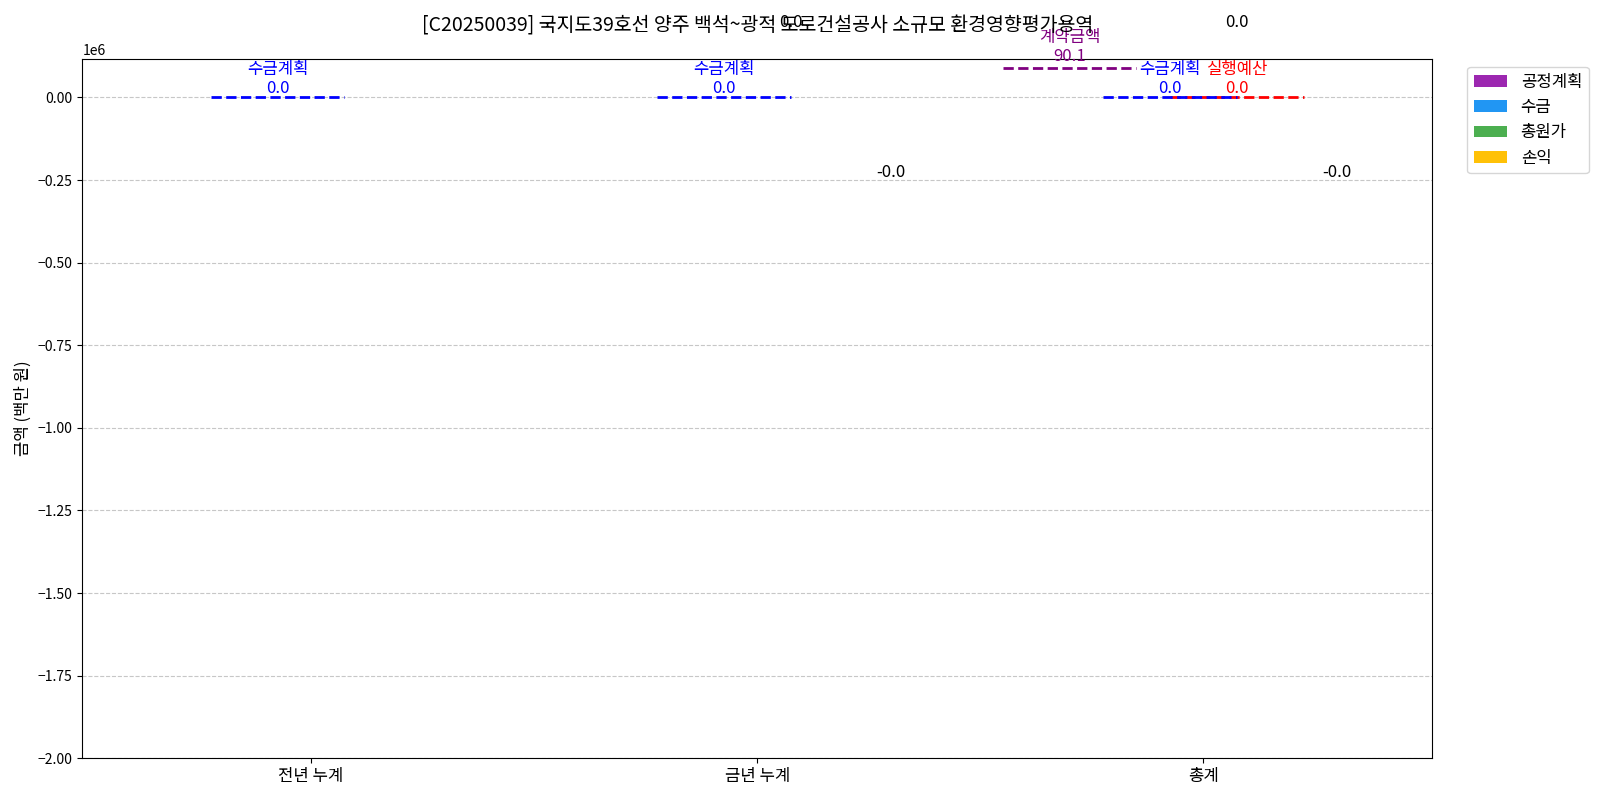 [C20250039] 국지도39호선 양주 백석~광적 도로건설공사 소규모 환경영향평가용역
0.0
0.0
1e6
계약금액
90.1
수금계획
0.0
수금계획
0.0
수금계획
0.0
실행예산
0.0
-0.0
-0.0
공정계획
수금
총원가
손익
금액 (백만 원)
0.00
−0.25
−0.50
−0.75
−1.00
−1.25
−1.50
−1.75
−2.00
전년 누계
금년 누계
총계